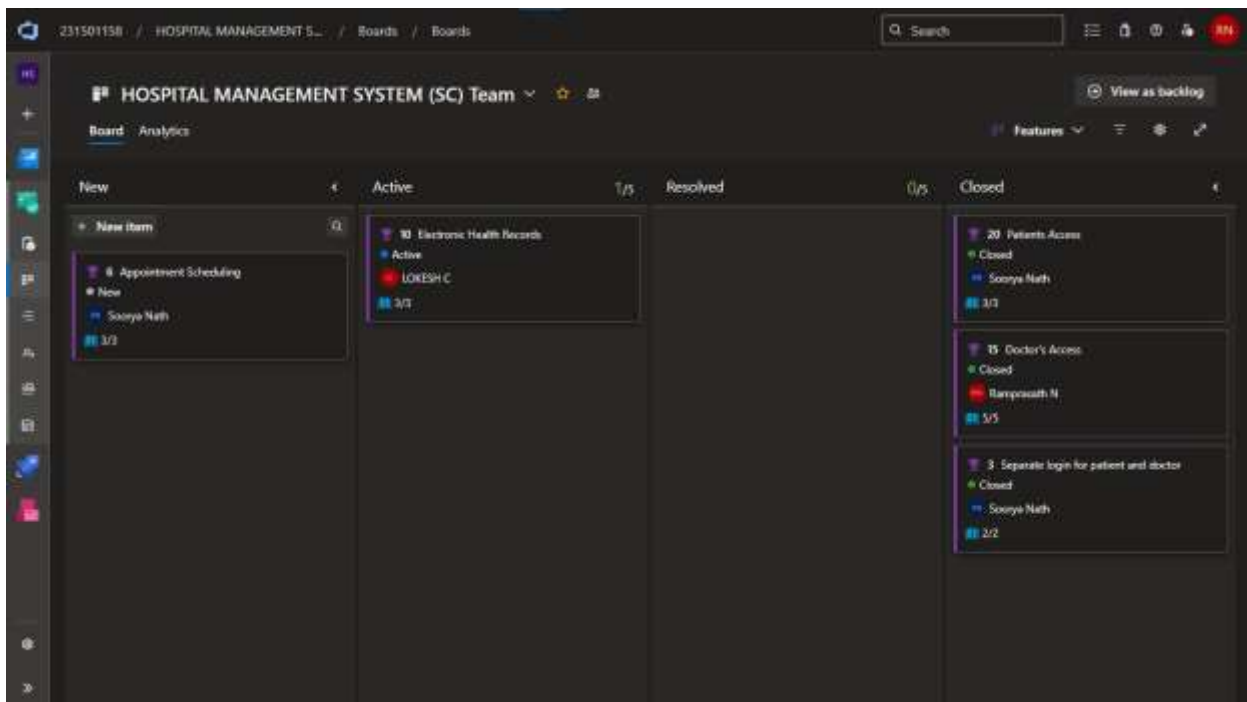 231501158 / HOSPITAL MANAGEMENT S... / Boards / Boards
Search
RN
HS
HOSPITAL MANAGEMENT SYSTEM (SC) Team
View as backlog
Board Analytics
Features
New
Active 1/5
Resolved 0/5
Closed
+ New item
6 Appointment Scheduling
New
Soorya Nath
3/3
10 Electronic Health Records
Active
LOKESH C
3/3
20 Patients Access
Closed
Soorya Nath
3/3
15 Doctor's Access
Closed
Ramprasath N
5/5
3 Separate login for patient and doctor
Closed
Soorya Nath
2/2